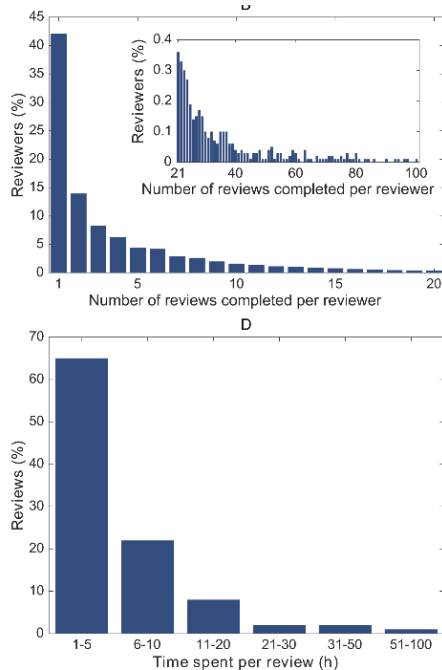 45
40
35
30
25
20
15
10
5
0
Reviewers (%)
1 5 10 15 20
Number of reviews completed per reviewer
0.4
0.3
0.2
0.1
0
Reviewers (%)
21 40 60 80 100
Number of reviews completed per reviewer
D
70
60
50
40
30
20
10
0
Reviews (%)
1-5 6-10 11-20 21-30 31-50 51-100
Time spent per review (h)